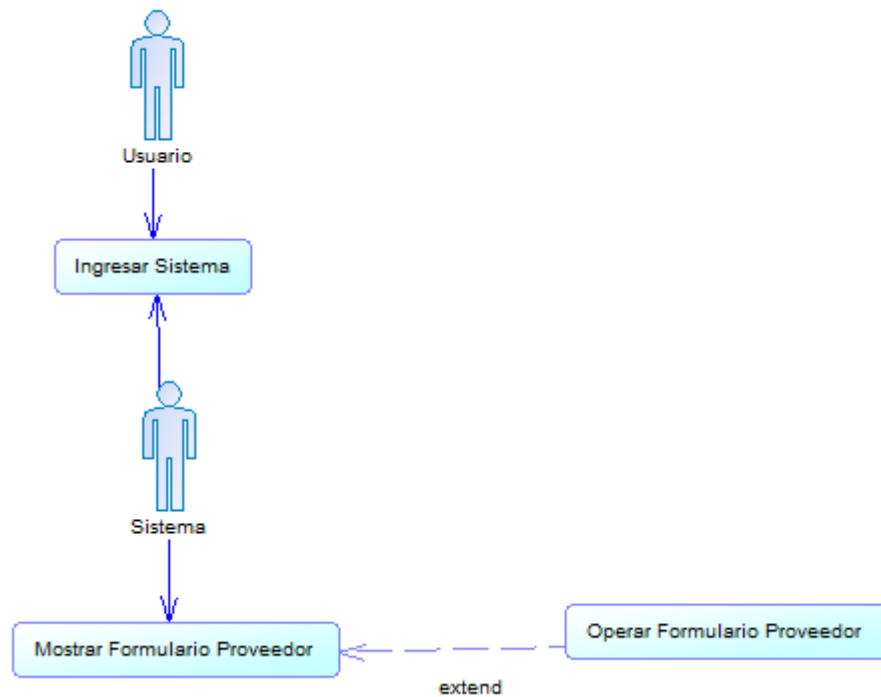 Usuario
Ingresar Sistema
Sistema
Mostrar Formulario Proveedor
Operar Formulario Proveedor
extend